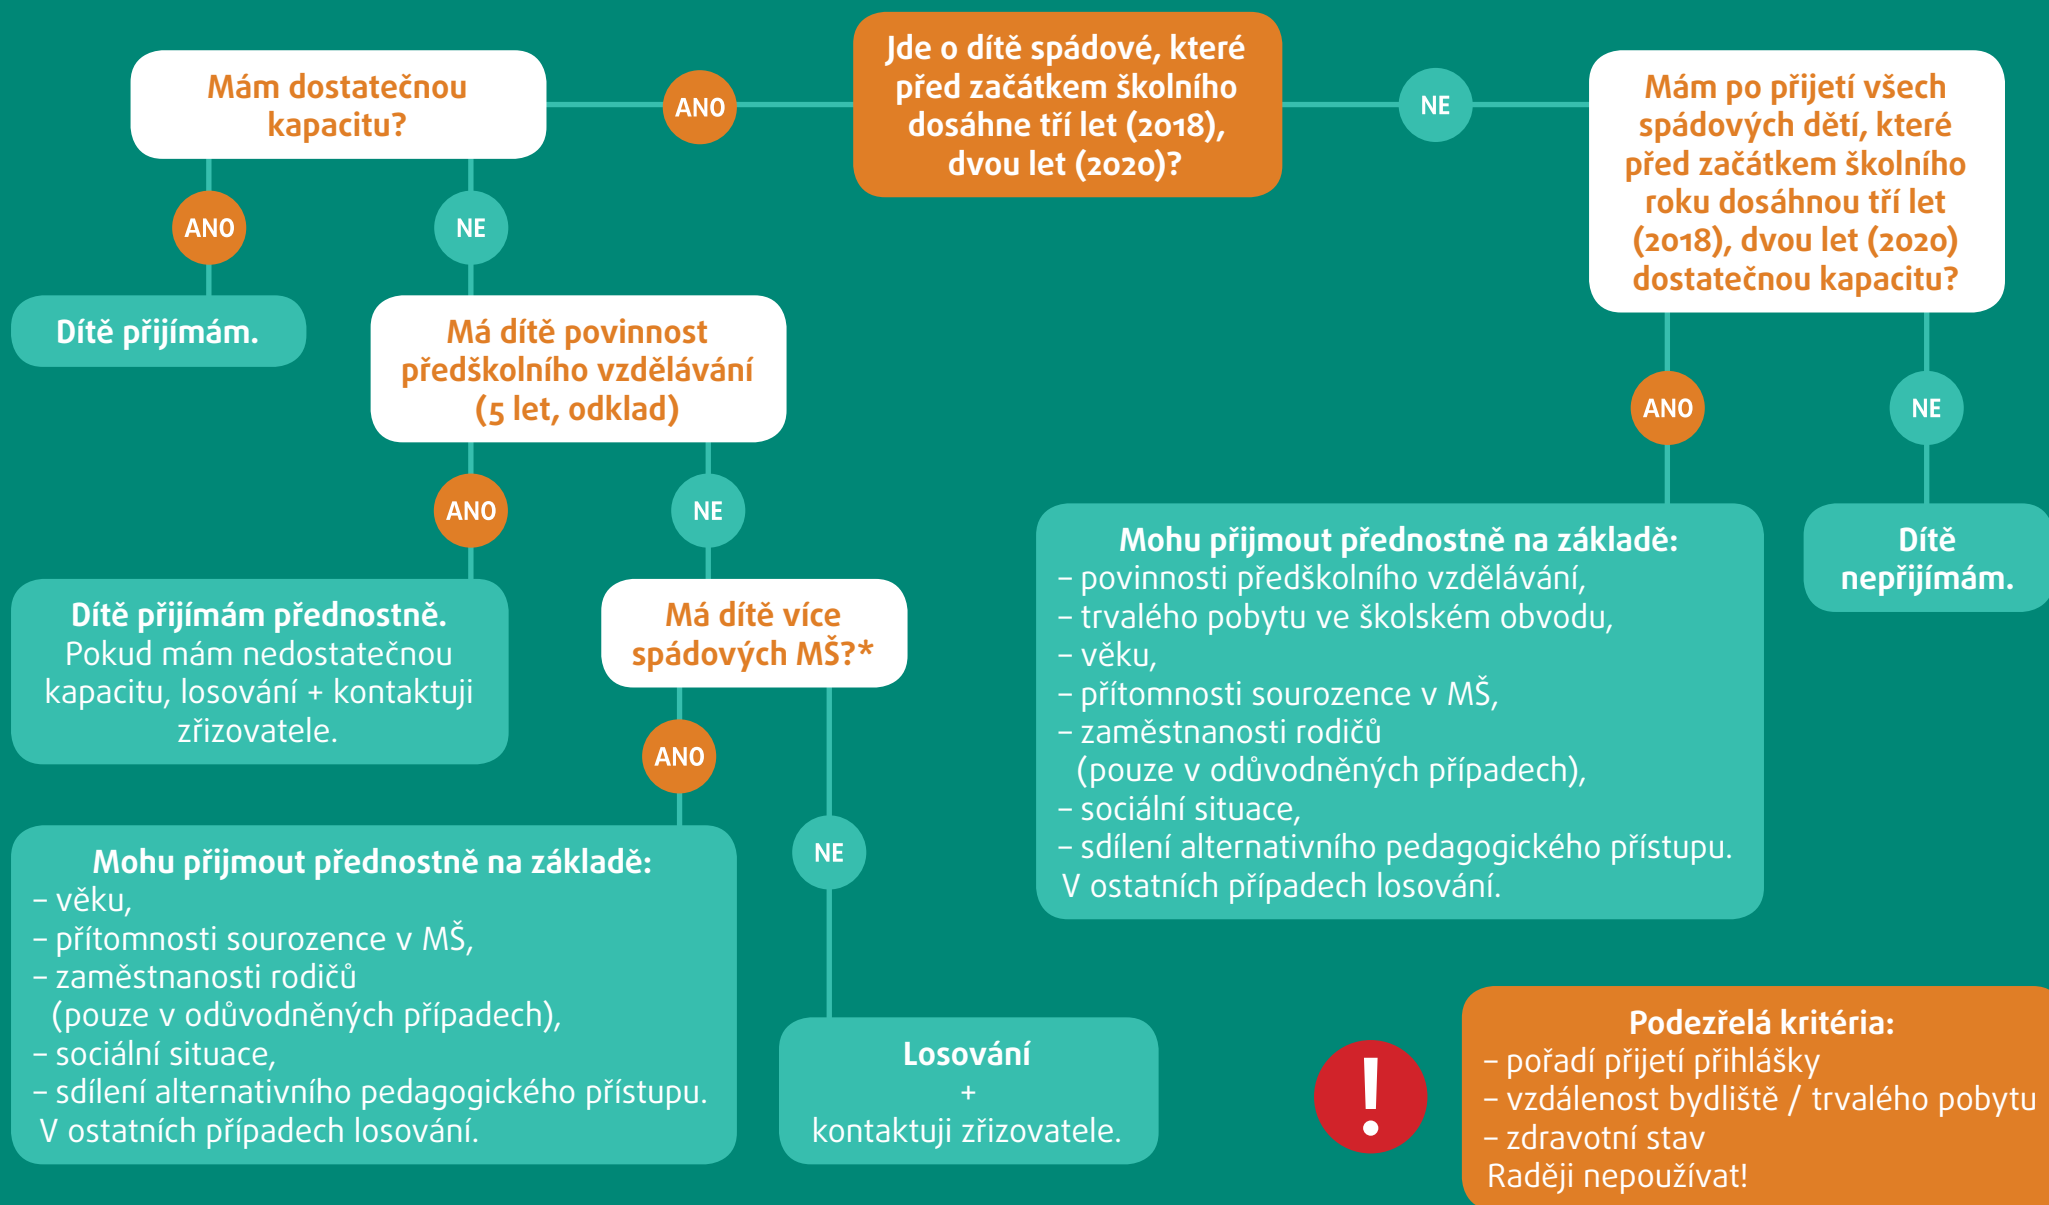 Jde o dítě spádové, které
před začátkem školního
dosáhne tří let (2018),
dvou let (2020)?
ANO
NE
Mám dostatečnou
kapacitu?
ANO
NE
Dítě přijímám.
Má dítě povinnost
předškolního vzdělávání
(5 let, odklad)
ANO
NE
Dítě přijímám přednostně.
Pokud mám nedostatečnou
kapacitu, losování + kontaktuji
zřizovatele.
Má dítě více
spádových MŠ?*
ANO
NE
Mohu přijmout přednostně na základě:
– věku,
– přítomnosti sourozence v MŠ,
– zaměstnanosti rodičů
(pouze v odůvodněných případech),
– sociální situace,
– sdílení alternativního pedagogického přístupu.
V ostatních případech losování.
Losování
+
kontaktuji zřizovatele.
Mám po přijetí všech
spádových dětí, které
před začátkem školního
roku dosáhnou tří let
(2018), dvou let (2020)
dostatečnou kapacitu?
ANO
NE
Mohu přijmout přednostně na základě:
– povinnosti předškolního vzdělávání,
– trvalého pobytu ve školském obvodu,
– věku,
– přítomnosti sourozence v MŠ,
– zaměstnanosti rodičů
(pouze v odůvodněných případech),
– sociální situace,
– sdílení alternativního pedagogického přístupu.
V ostatních případech losování.
Dítě
nepřijímám.
!
Podezřelá kritéria:
– pořadí přijetí přihlášky
– vzdálenost bydliště / trvalého pobytu
– zdravotní stav
Raději nepoužívat!